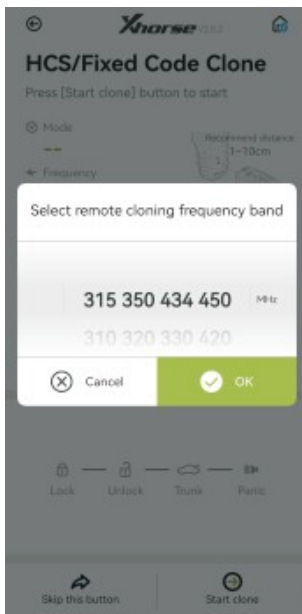 Xhorse
HCS/Fixed Code Clone
Press [Start clone] button to start
Mode
--
Recommend distance
1~10cm
Frequency
Select remote cloning frequency band
315 350 434 450 MHz
310 320 330 420
Cancel
OK
Lock Unlock Trunk Panic
Skip this button
Start clone